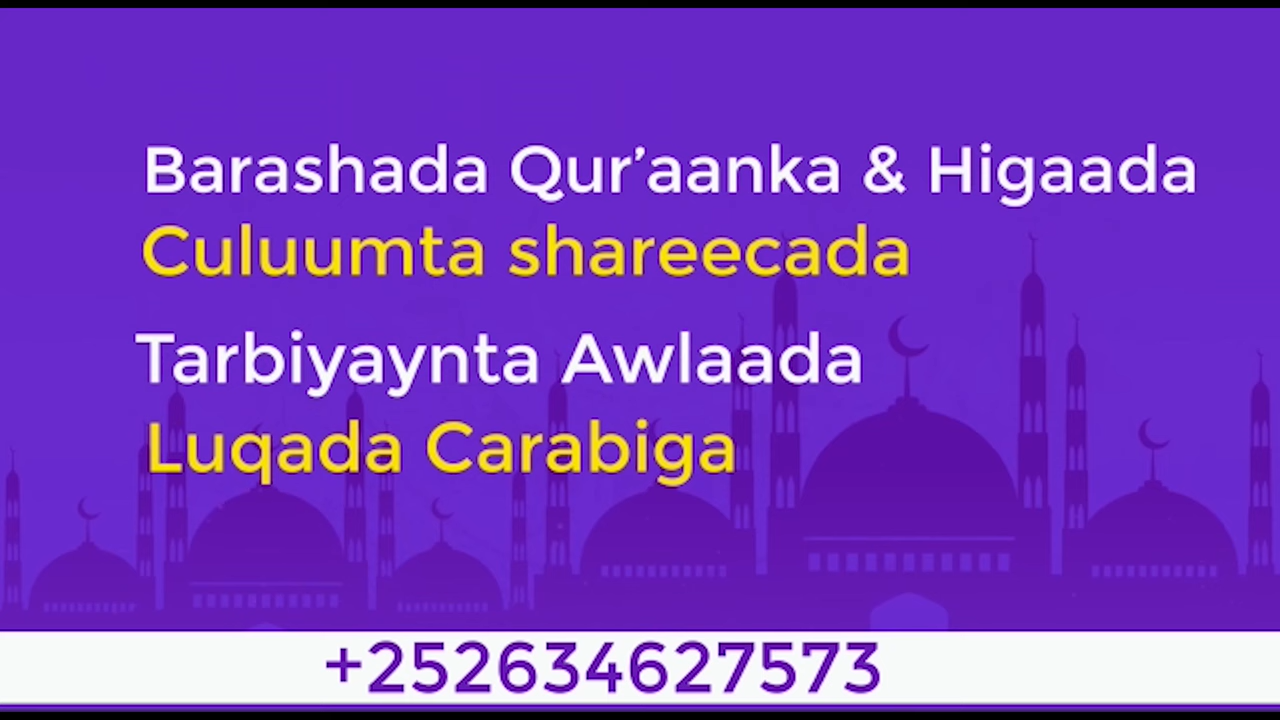 Barashada Qur’aanka & Higaada
Culuumta shareecada
Tarbiyaynta Awlaada
Luqada Carabiga
+252634627573